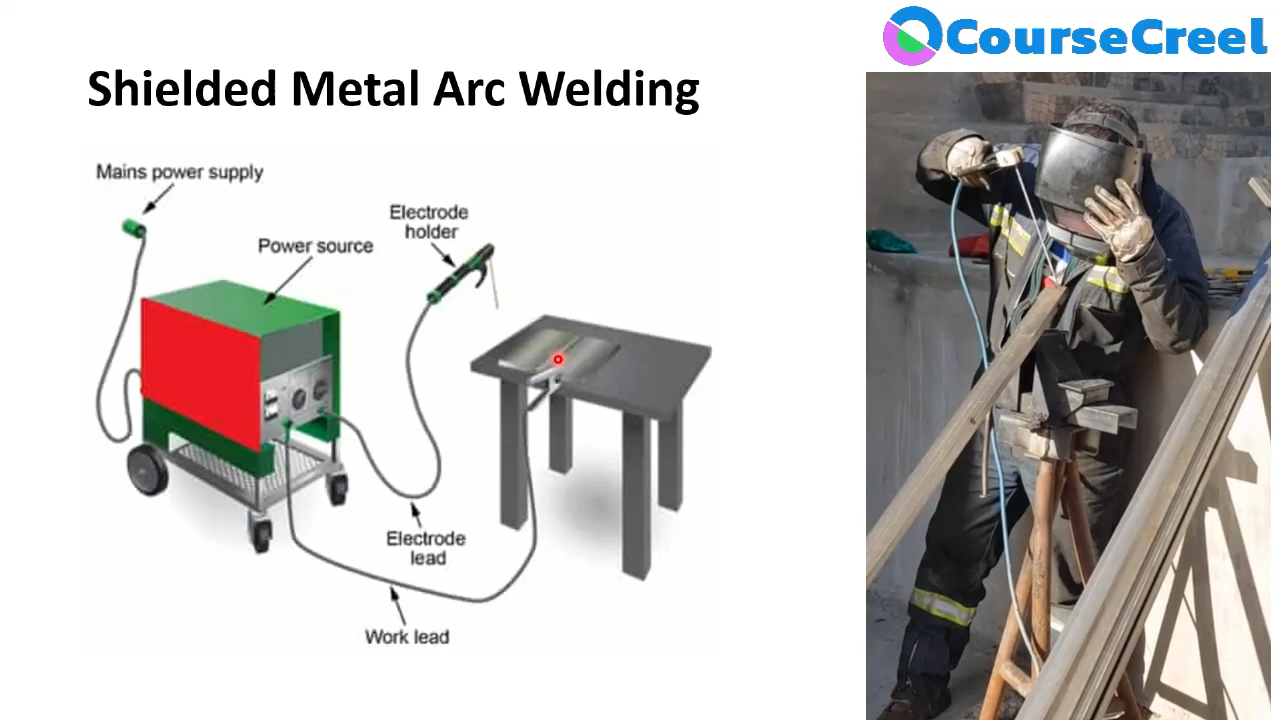 CourseCreel
Shielded Metal Arc Welding
Mains power supply
Electrode
holder
Power source
Electrode
lead
Work lead